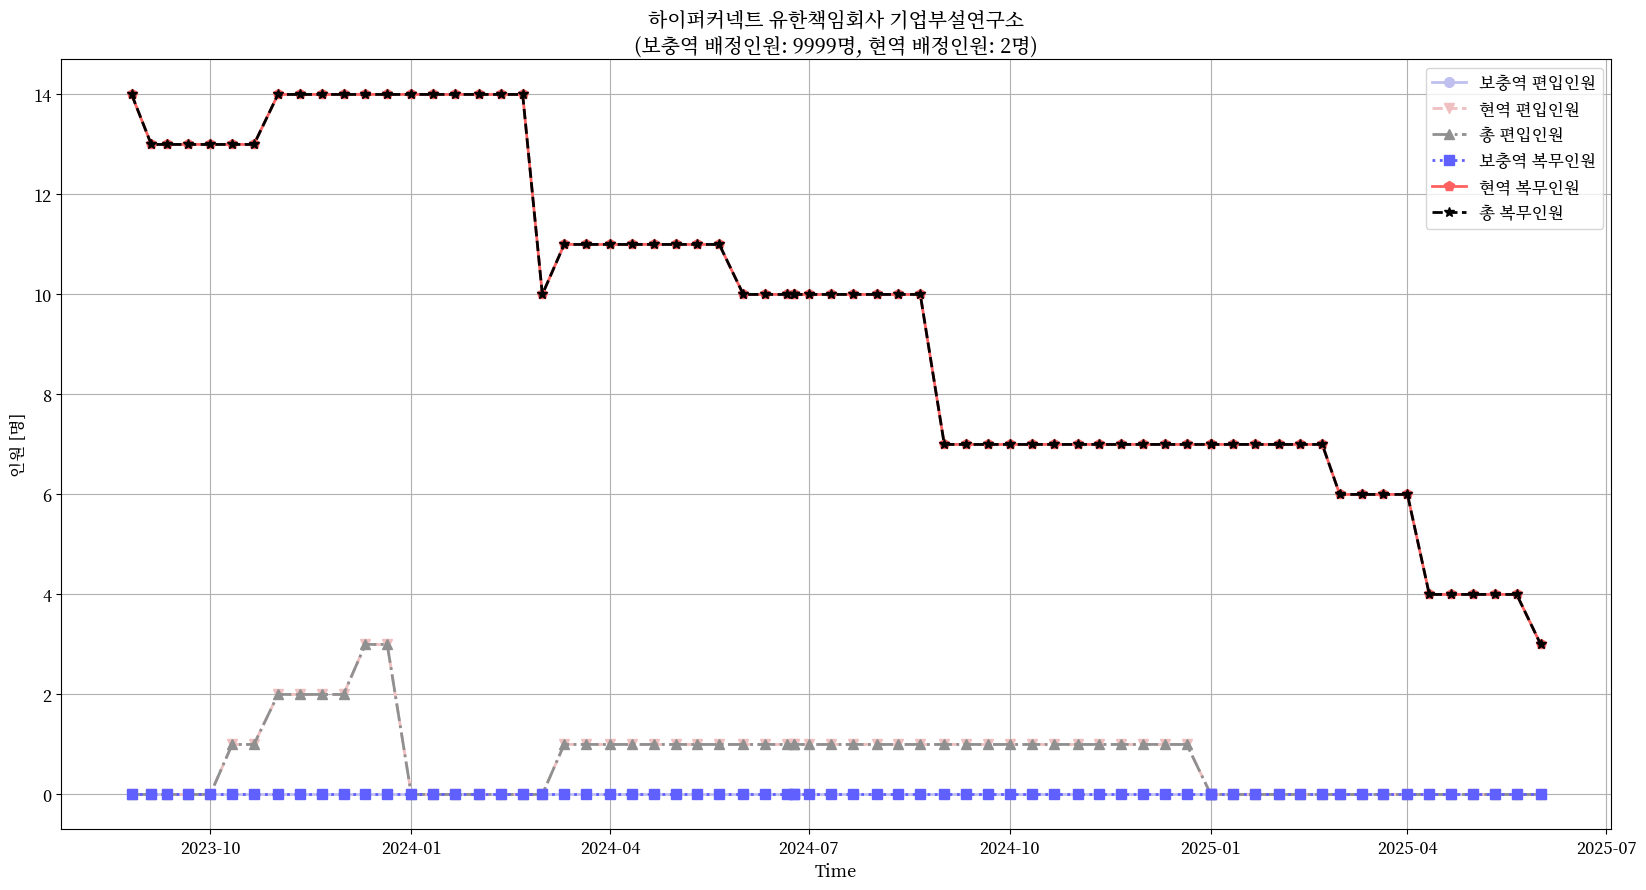 하이퍼커넥트 유한책임회사 기업부설연구소
(보충역 배정인원: 9999명, 현역 배정인원: 2명)
보충역 편입인원
현역 편입인원
총 편입인원
보충역 복무인원
현역 복무인원
총 복무인원
14
12
10
8
6
4
2
0
인원 [명]
2023-10
2024-01
2024-04
2024-07
2024-10
2025-01
2025-04
2025-07
Time